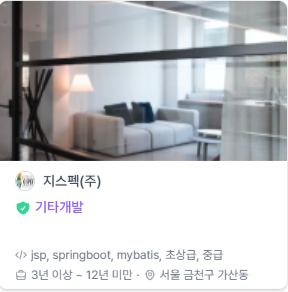 지스펙(주)
기타개발
jsp, springboot, mybatis, 초상급, 중급
3년 이상 ~ 12년 미만 · 서울 금천구 가산동